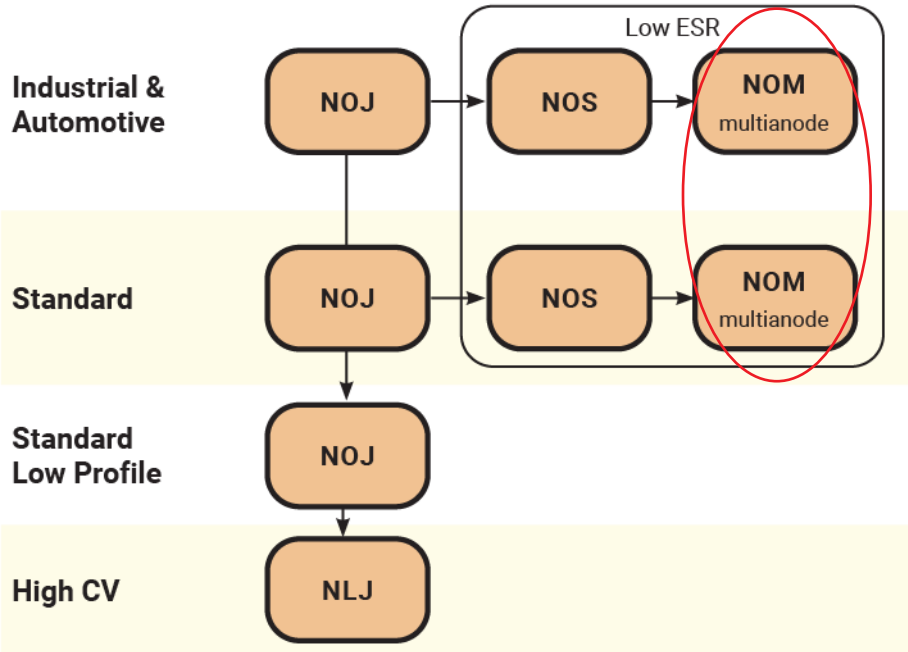 Low ESR
Industrial &
Automotive
NOJ
NOS
NOM
multianode
Standard
NOJ
NOS
NOM
multianode
Standard
Low Profile
NOJ
High CV
NLJ